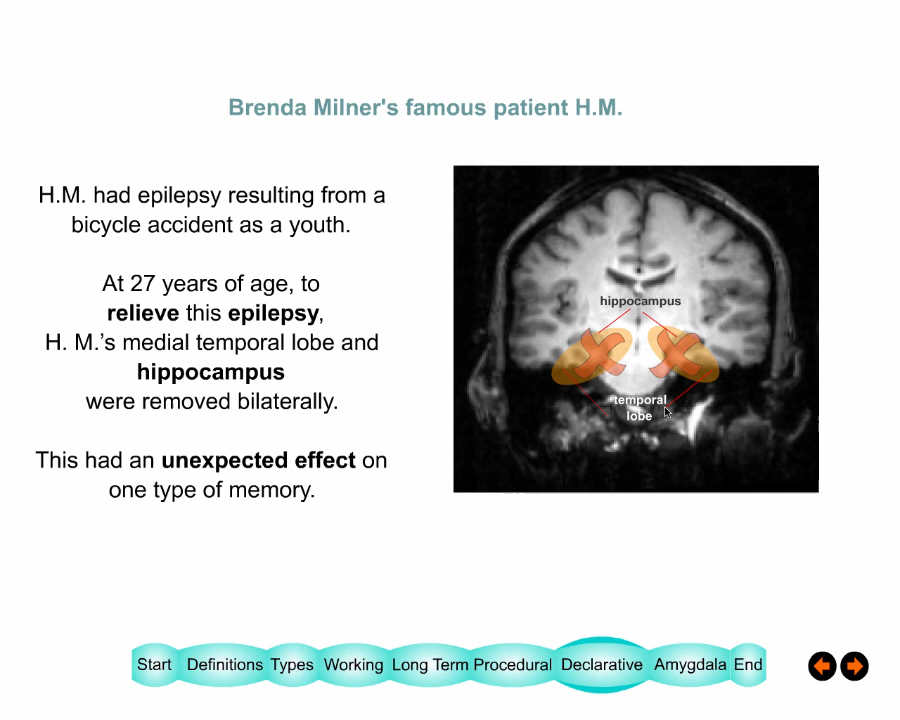 Brenda Milner's famous patient H.M.
H.M. had epilepsy resulting from a
bicycle accident as a youth.
At 27 years of age, to
relieve this epilepsy,
H. M.’s medial temporal lobe and
hippocampus
were removed bilaterally.
This had an unexpected effect on
one type of memory.
hippocampus
temporal
lobe
Start Definitions Types Working Long Term Procedural Declarative Amygdala End